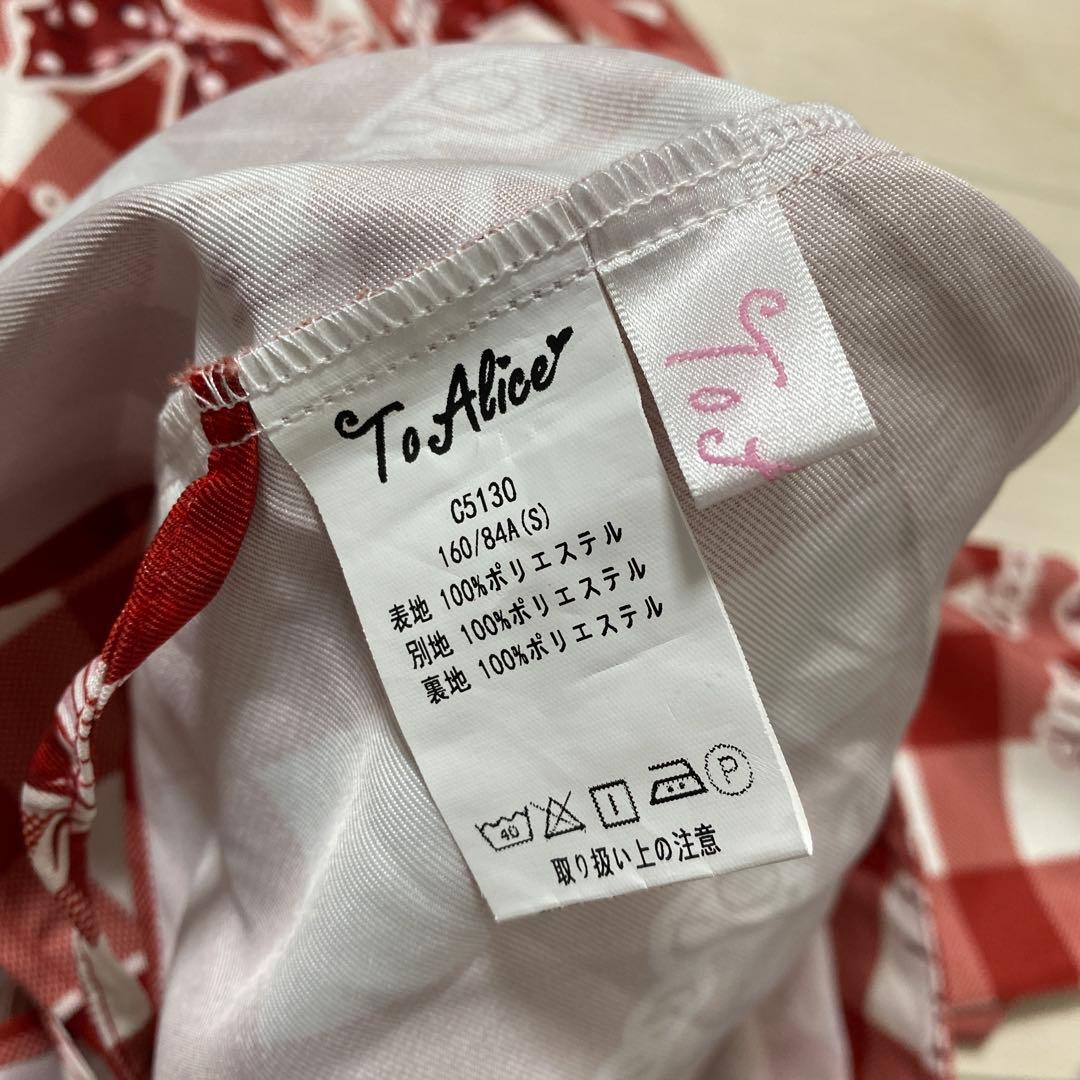 To Alice
C5130
160/84A(S)
表地 100%ポリエステル
別地 100%ポリエステル
裏地 100%ポリエステル
40
P
取り扱い上の注意
To